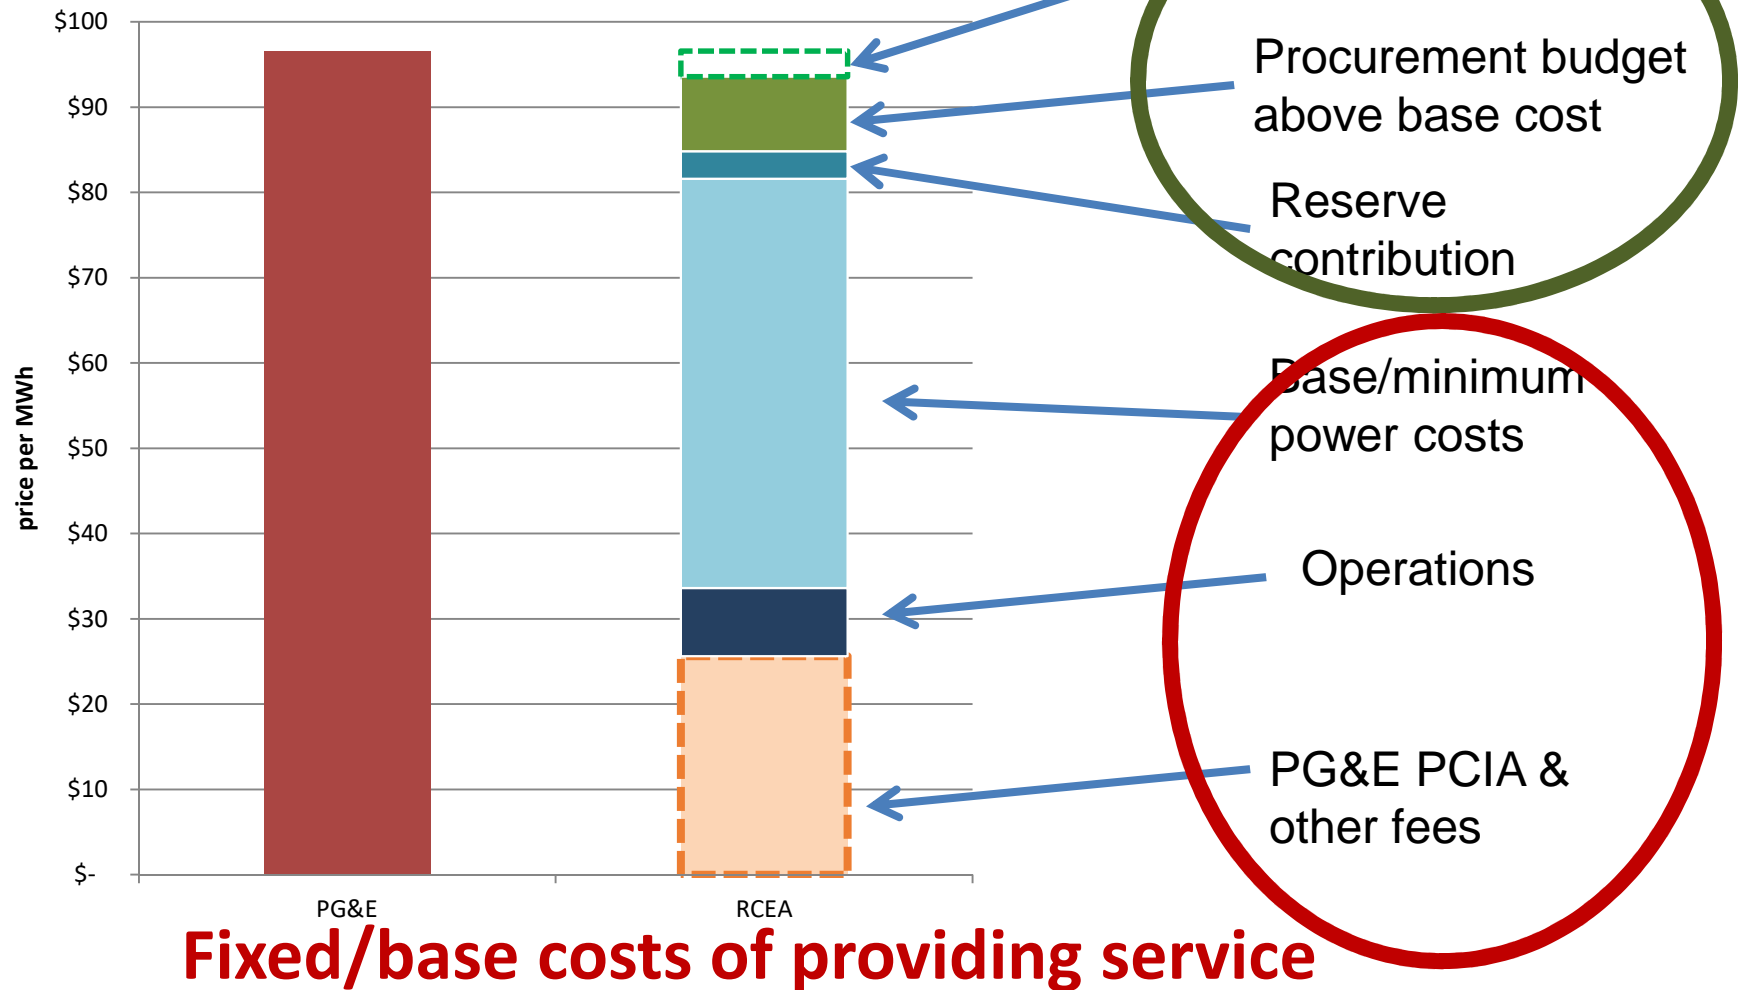 $100
$90
$80
$70
$60
$50
$40
$30
$20
$10
$-
price per MWh
PG&E
RCEA
Procurement budget
above base cost
Reserve
contribution
Base/minimum
power costs
Operations
PG&E PCIA &
other fees
Fixed/base costs of providing service